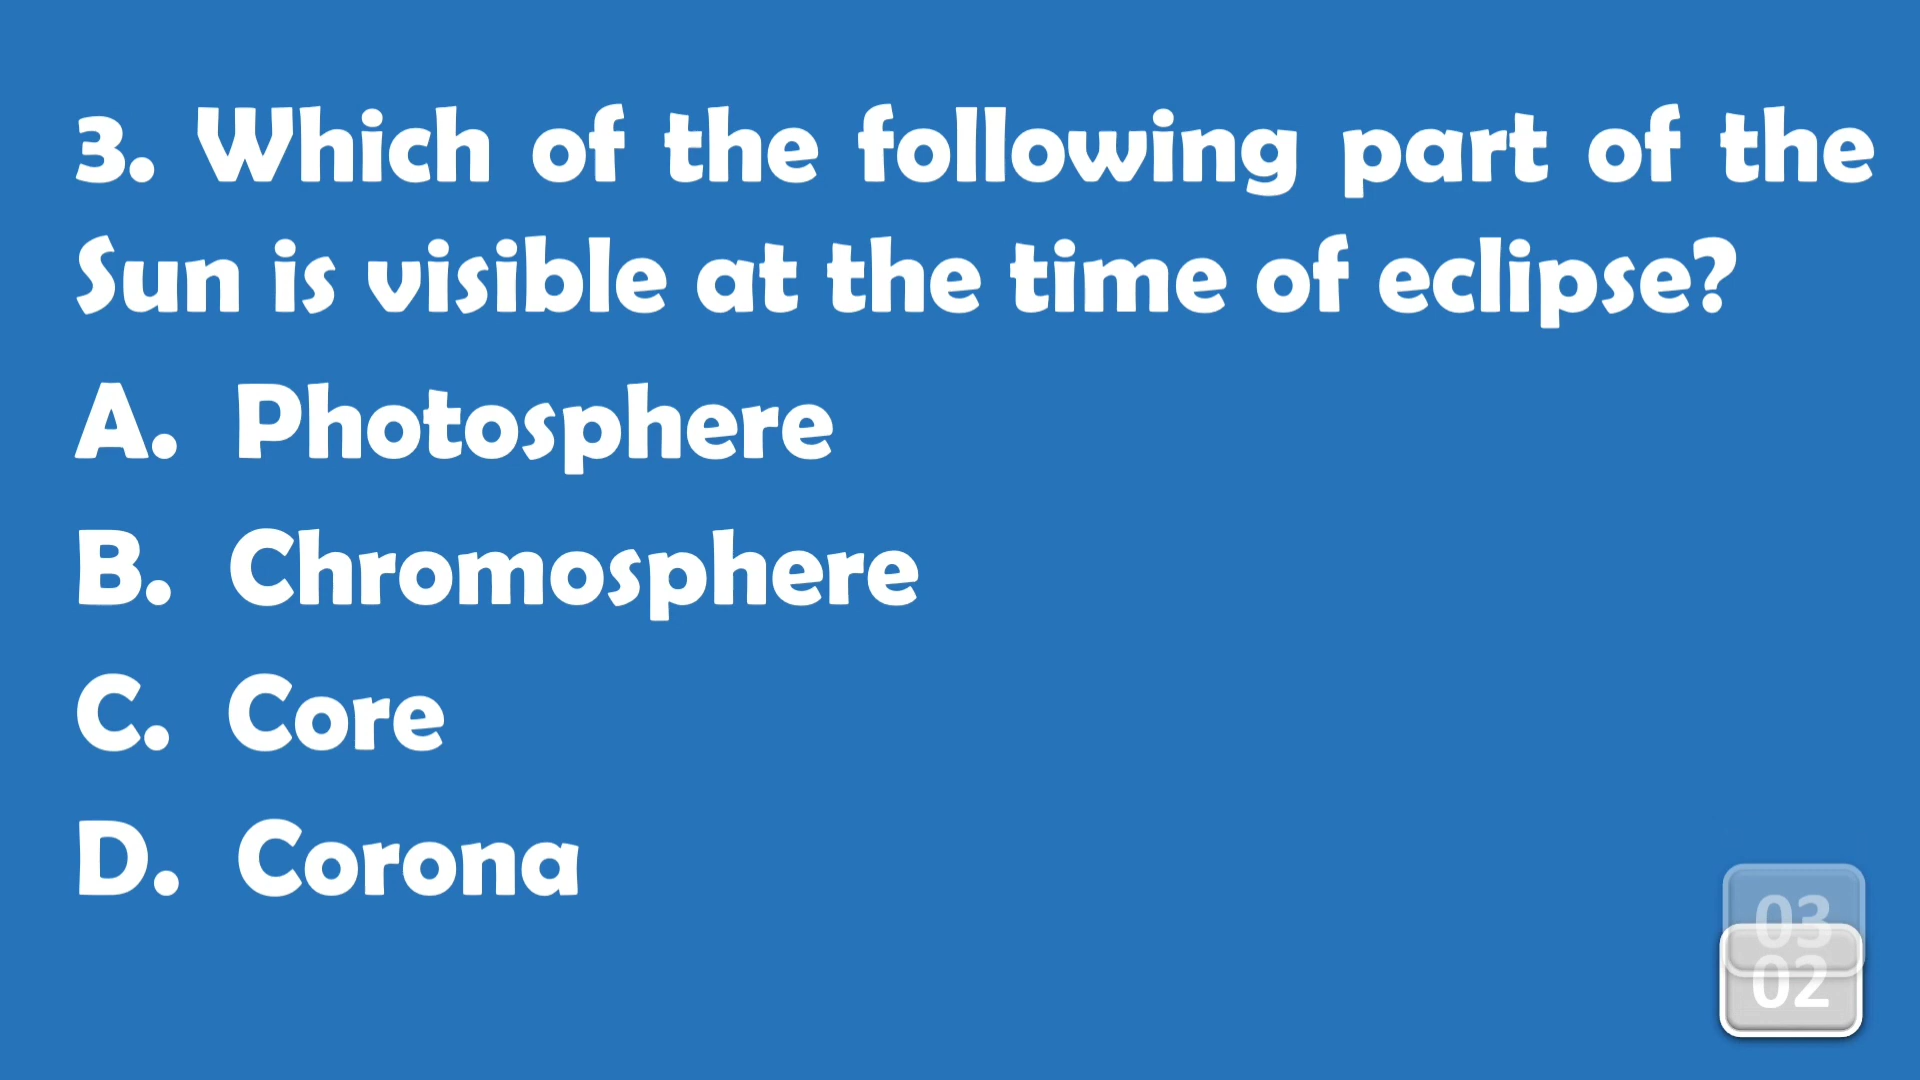 3. Which of the following part of the
Sun is visible at the time of eclipse?
A. Photosphere
B. Chromosphere
C. Core
D. Corona
03
02